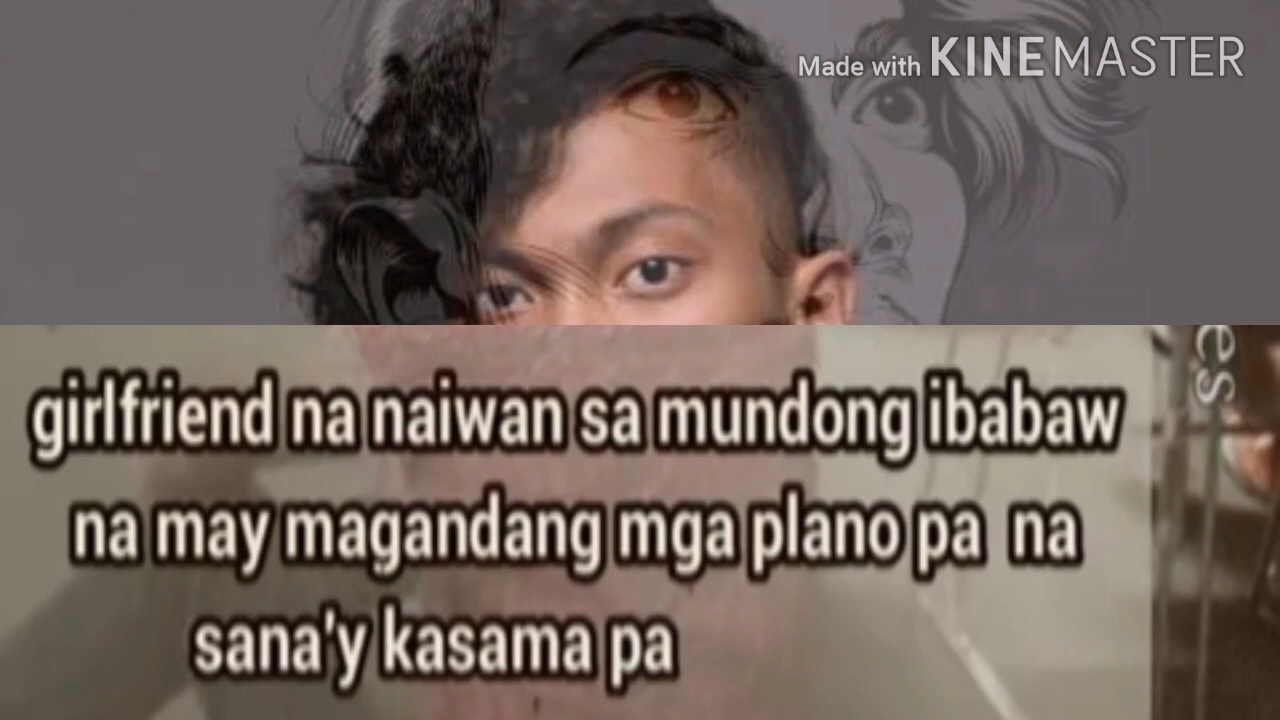 Made with KINEMASTER
es
girlfriend na naiwan sa mundong ibabaw
na may magandang mga plano pa na
sana'y kasama pa